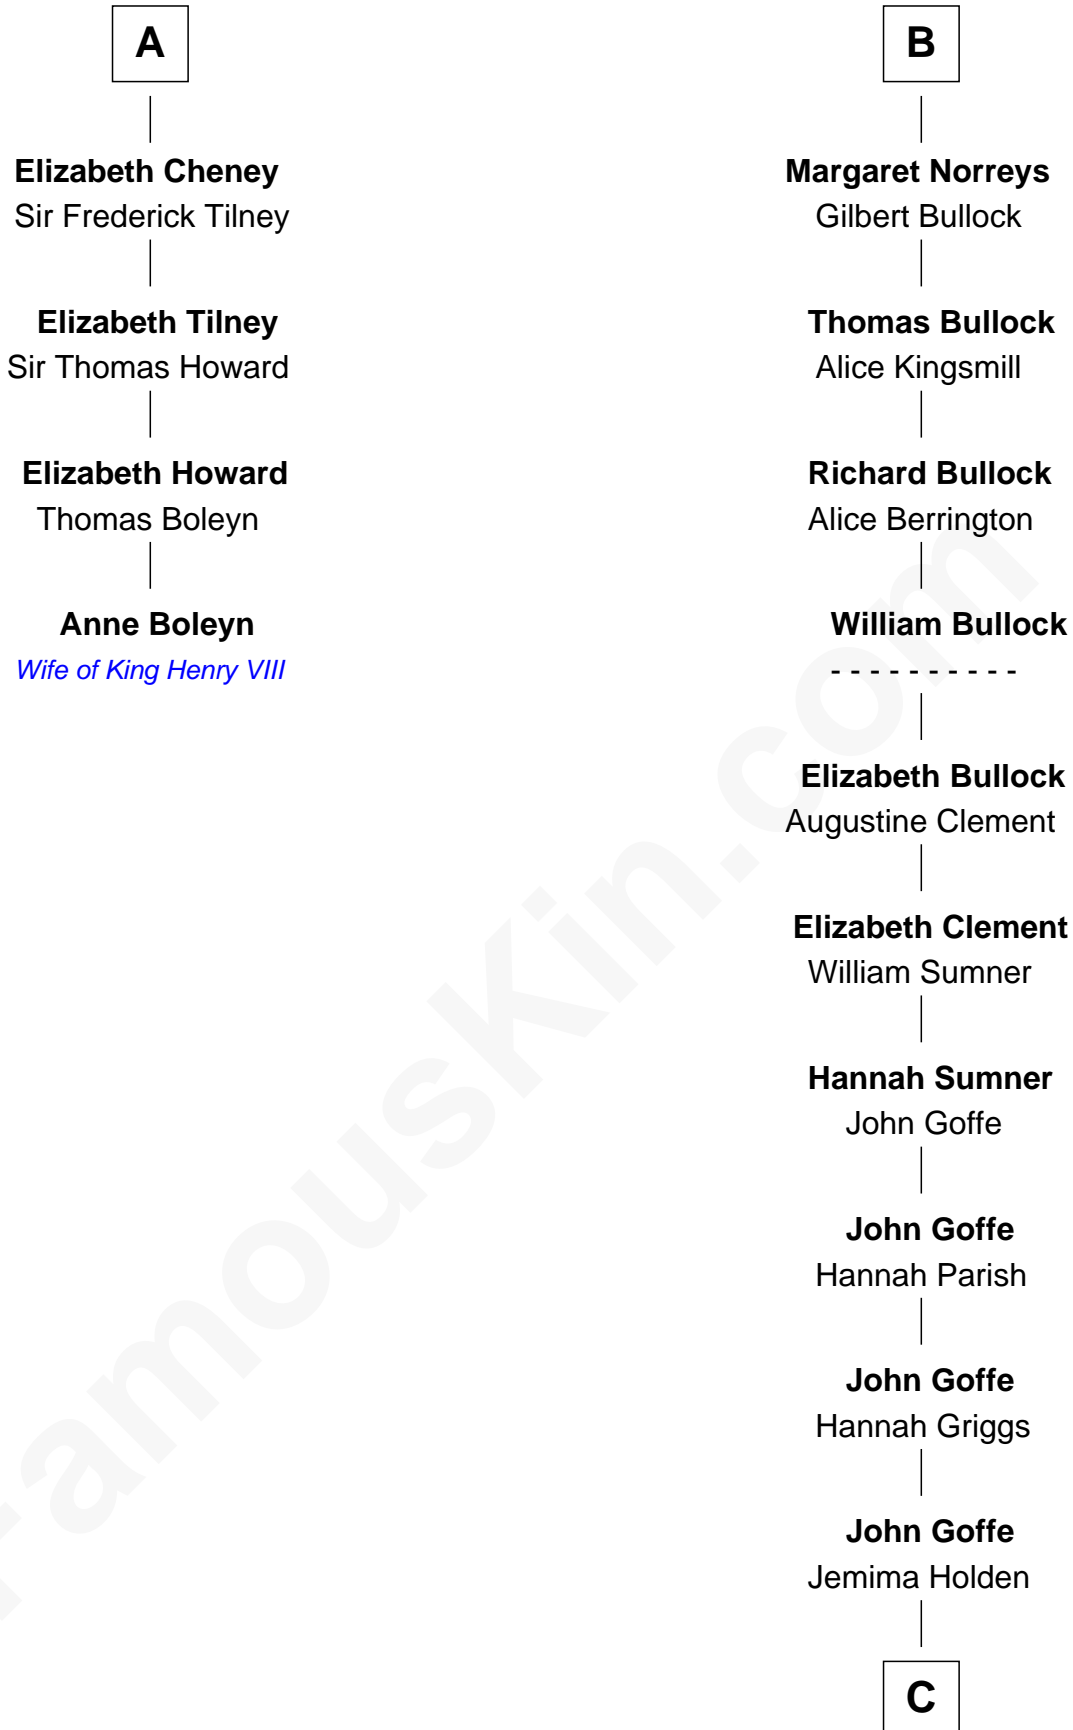 A
Elizabeth Cheney
Sir Frederick Tilney
Elizabeth Tilney
Sir Thomas Howard
Elizabeth Howard
Thomas Boleyn
Anne Boleyn
Wife of King Henry VIII
B
Margaret Norreys
Gilbert Bullock
Thomas Bullock
Alice Kingsmill
Richard Bullock
Alice Berrington
William Bullock
- - - - - - - - - -
Elizabeth Bullock
Augustine Clement
Elizabeth Clement
William Sumner
Hannah Sumner
John Goffe
John Goffe
Hannah Parish
John Goffe
Hannah Griggs
John Goffe
Jemima Holden
C
FamousKin.com